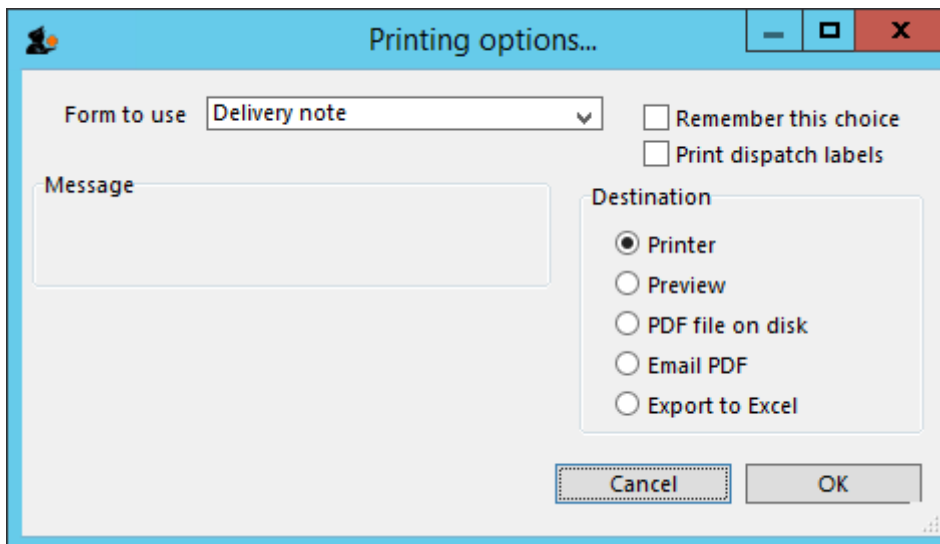 Printing options...
Form to use Delivery note
Remember this choice
Print dispatch labels
Message
Destination
Printer
Preview
PDF file on disk
Email PDF
Export to Excel
Cancel OK